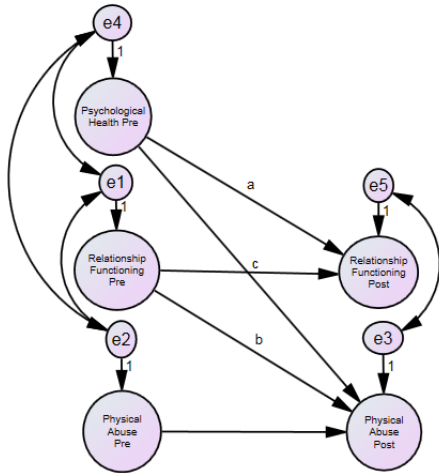 e4
1
Psychological
Health Pre
e1
1
a
e5
1
Relationship
Functioning
Pre
c
Relationship
Functioning
Post
e2
1
b
e3
1
Physical
Abuse
Pre
Physical
Abuse
Post